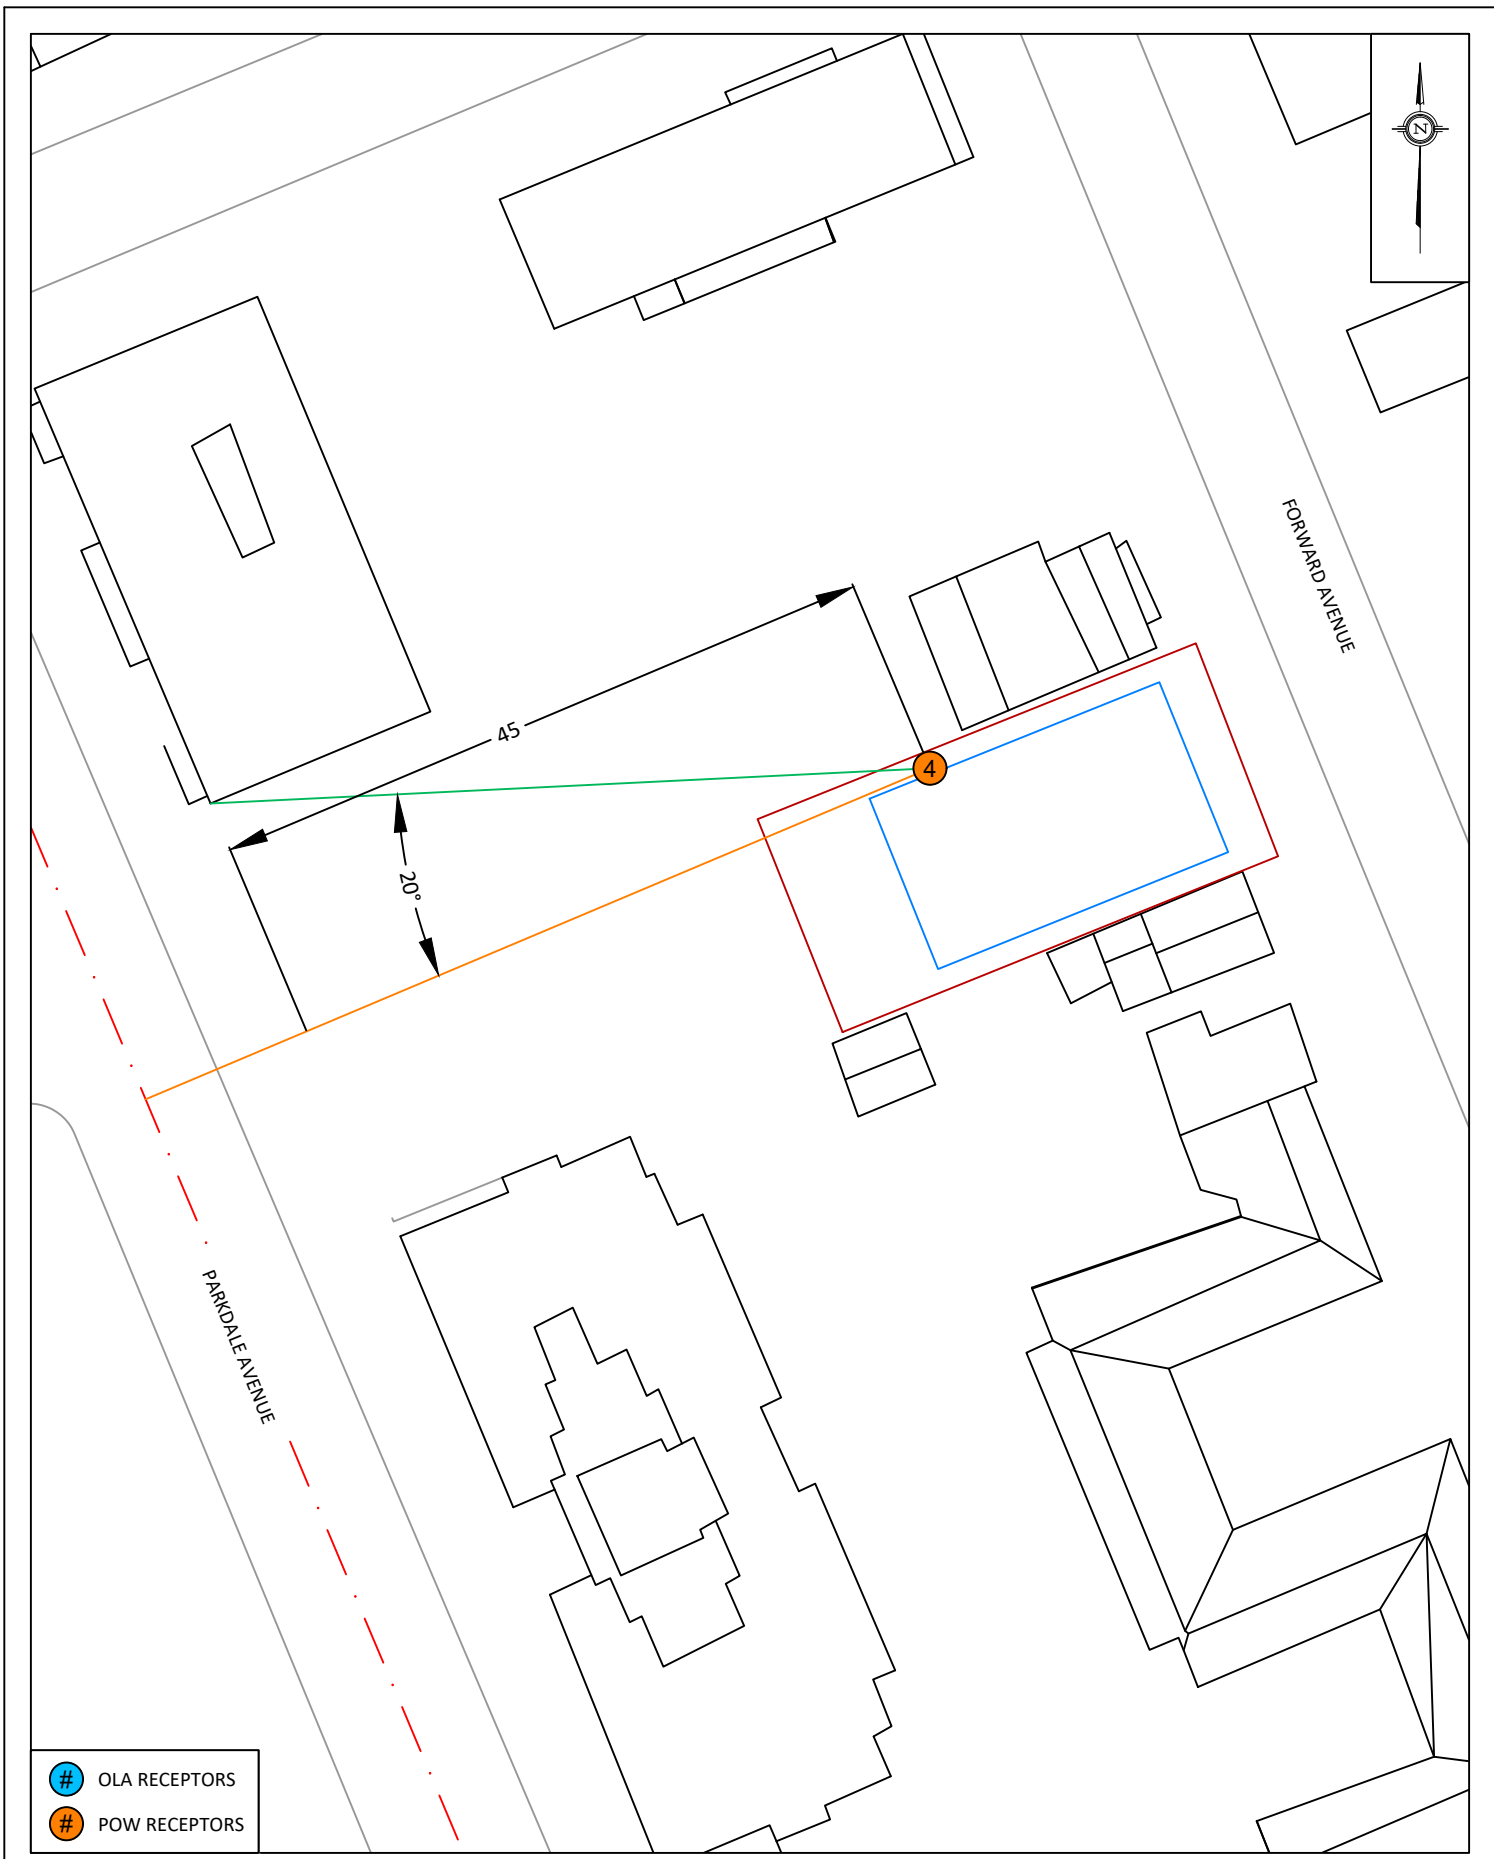 N
FORWARD AVENUE
45
4
20°
PARKDALE AVENUE
# OLA RECEPTORS
# POW RECEPTORS